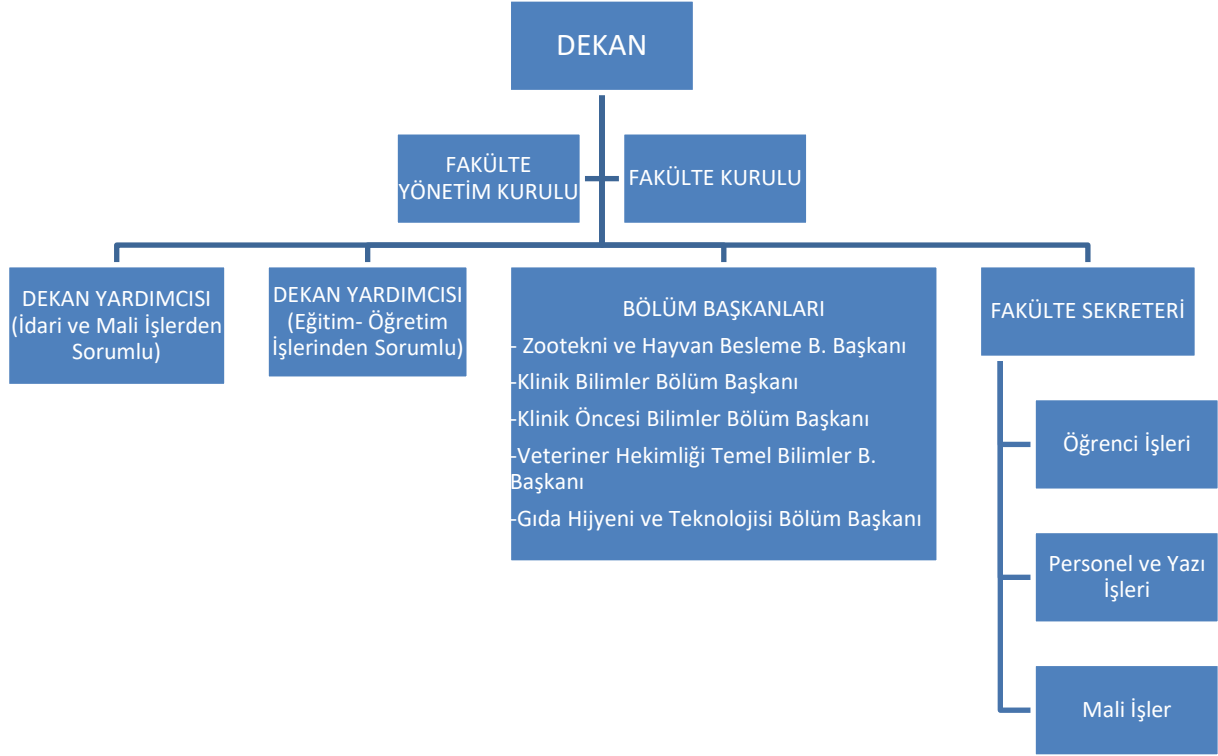 DEKAN
FAKÜLTE
YÖNETİM KURULU
FAKÜLTE KURULU
DEKAN YARDIMCISI
(İdari ve Mali İşlerden
Sorumlu)
DEKAN YARDIMCISI
(Eğitim- Öğretim
İşlerinden Sorumlu)
BÖLÜM BAŞKANLARI
- Zootekni ve Hayvan Besleme B. Başkanı
-Klinik Bilimler Bölüm Başkanı
-Klinik Öncesi Bilimler Bölüm Başkanı
-Veteriner Hekimliği Temel Bilimler B.
Başkanı
-Gıda Hijyeni ve Teknolojisi Bölüm Başkanı
FAKÜLTE SEKRETERİ
Öğrenci İşleri
Personel ve Yazı
İşleri
Mali İşler